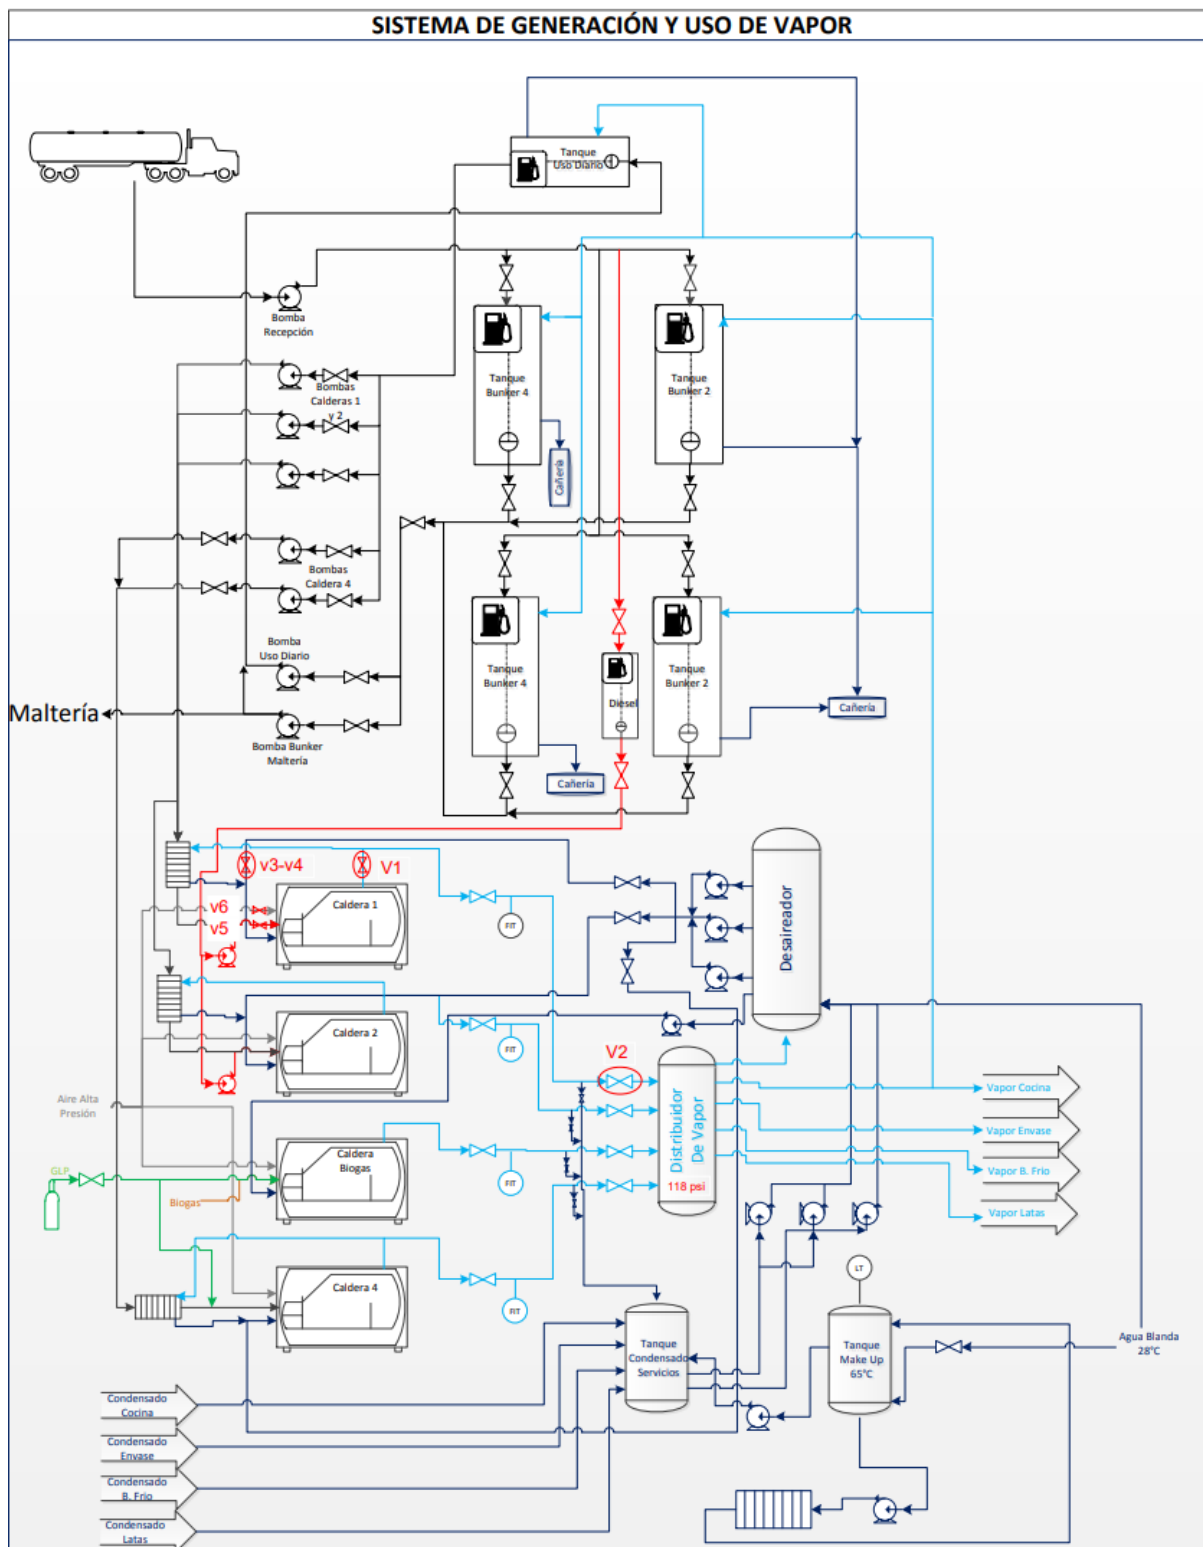 SISTEMA DE GENERACIÓN Y USO DE VAPOR
Tanque
Uso Diario
Bomba
Recepción
Bombas
Calderas 1
y 2
Tanque
Bunker 4
Tanque
Bunker 2
Cañería
Bombas
Caldera 4
Bomba
Uso Diario
Tanque
Bunker 4
Diesel
Tanque
Bunker 2
Maltería
Bomba Bunker
Maltería
Cañería
Cañería
v3-v4
V1
v6
v5
Caldera 1
FIT
Desaireador
Caldera 2
FIT
V2
Aire Alta
Presión
Distribuidor
De Vapor
118 psi
Vapor Cocina
Vapor Envase
Vapor B. Frio
Vapor Latas
Caldera
Biogas
GLP
Biogas
FIT
Caldera 4
FIT
LT
Tanque
Condensado
Servicios
Tanque
Make Up
65°C
Agua Blanda
28°C
Condensado
Cocina
Condensado
Envase
Condensado
B. Frio
Condensado
Latas